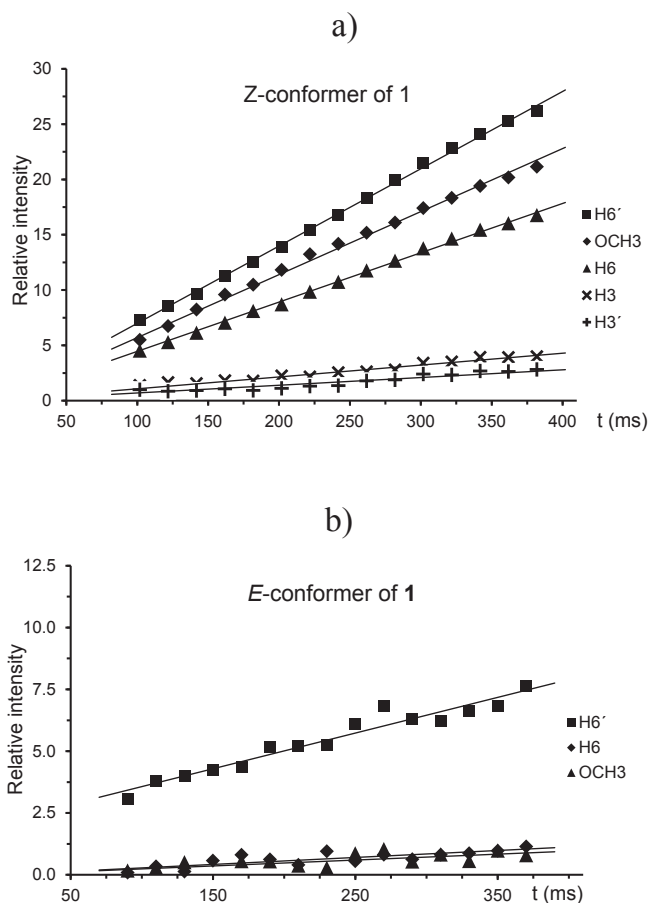 a)
Z-conformer of 1
Relative intensity
30
25
20
15
10
5
0
50 100 150 200 250 300 350 400 t (ms)
H6´
OCH3
H6
H3
H3´
b)
E-conformer of 1
Relative intensity
12.5
10.0
7.5
5.0
2.5
0.0
50 150 250 350 t (ms)
H6´
H6
OCH3